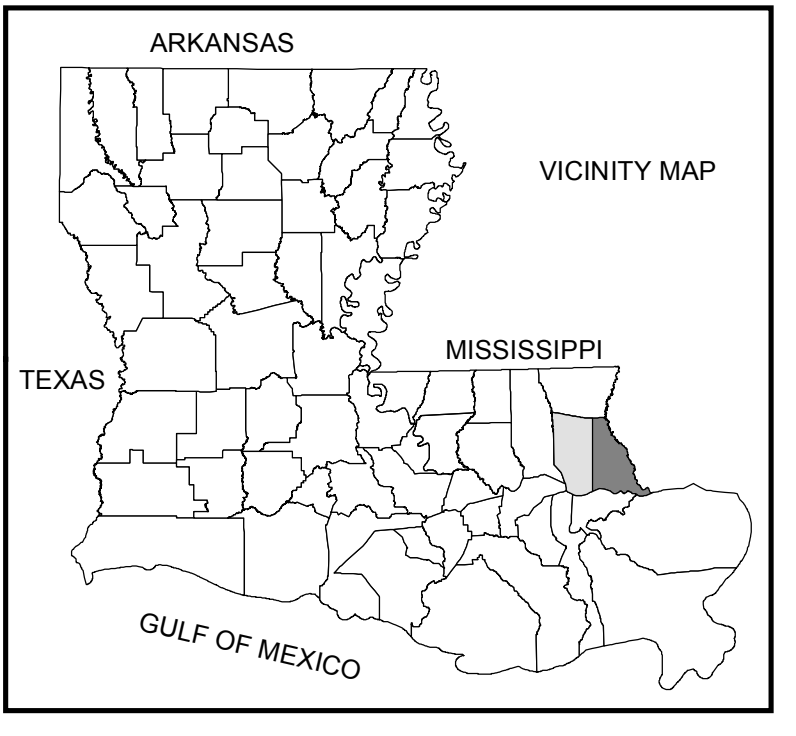 ARKANSAS
VICINITY MAP
MISSISSIPPI
TEXAS
GULF OF MEXICO